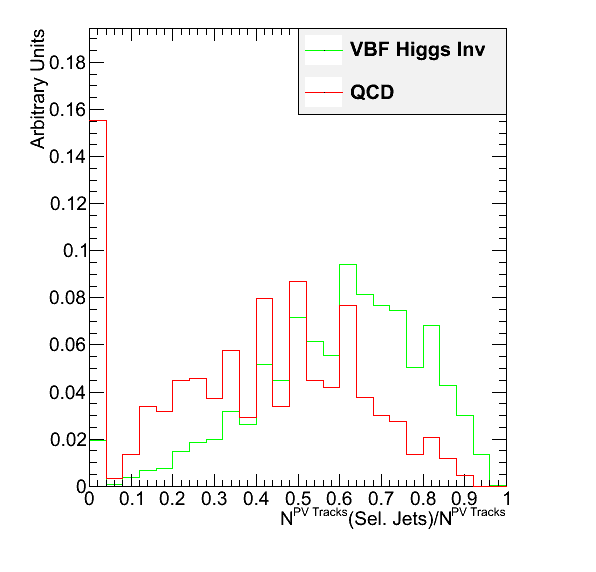 VBF Higgs Inv
QCD
Arbitrary Units
0.18
0.16
0.14
0.12
0.1
0.08
0.06
0.04
0.02
0
0 0.1 0.2 0.3 0.4 0.5 0.6 0.7 0.8 0.9 1
N^PV Tracks(Sel. Jets)/N^PV Tracks